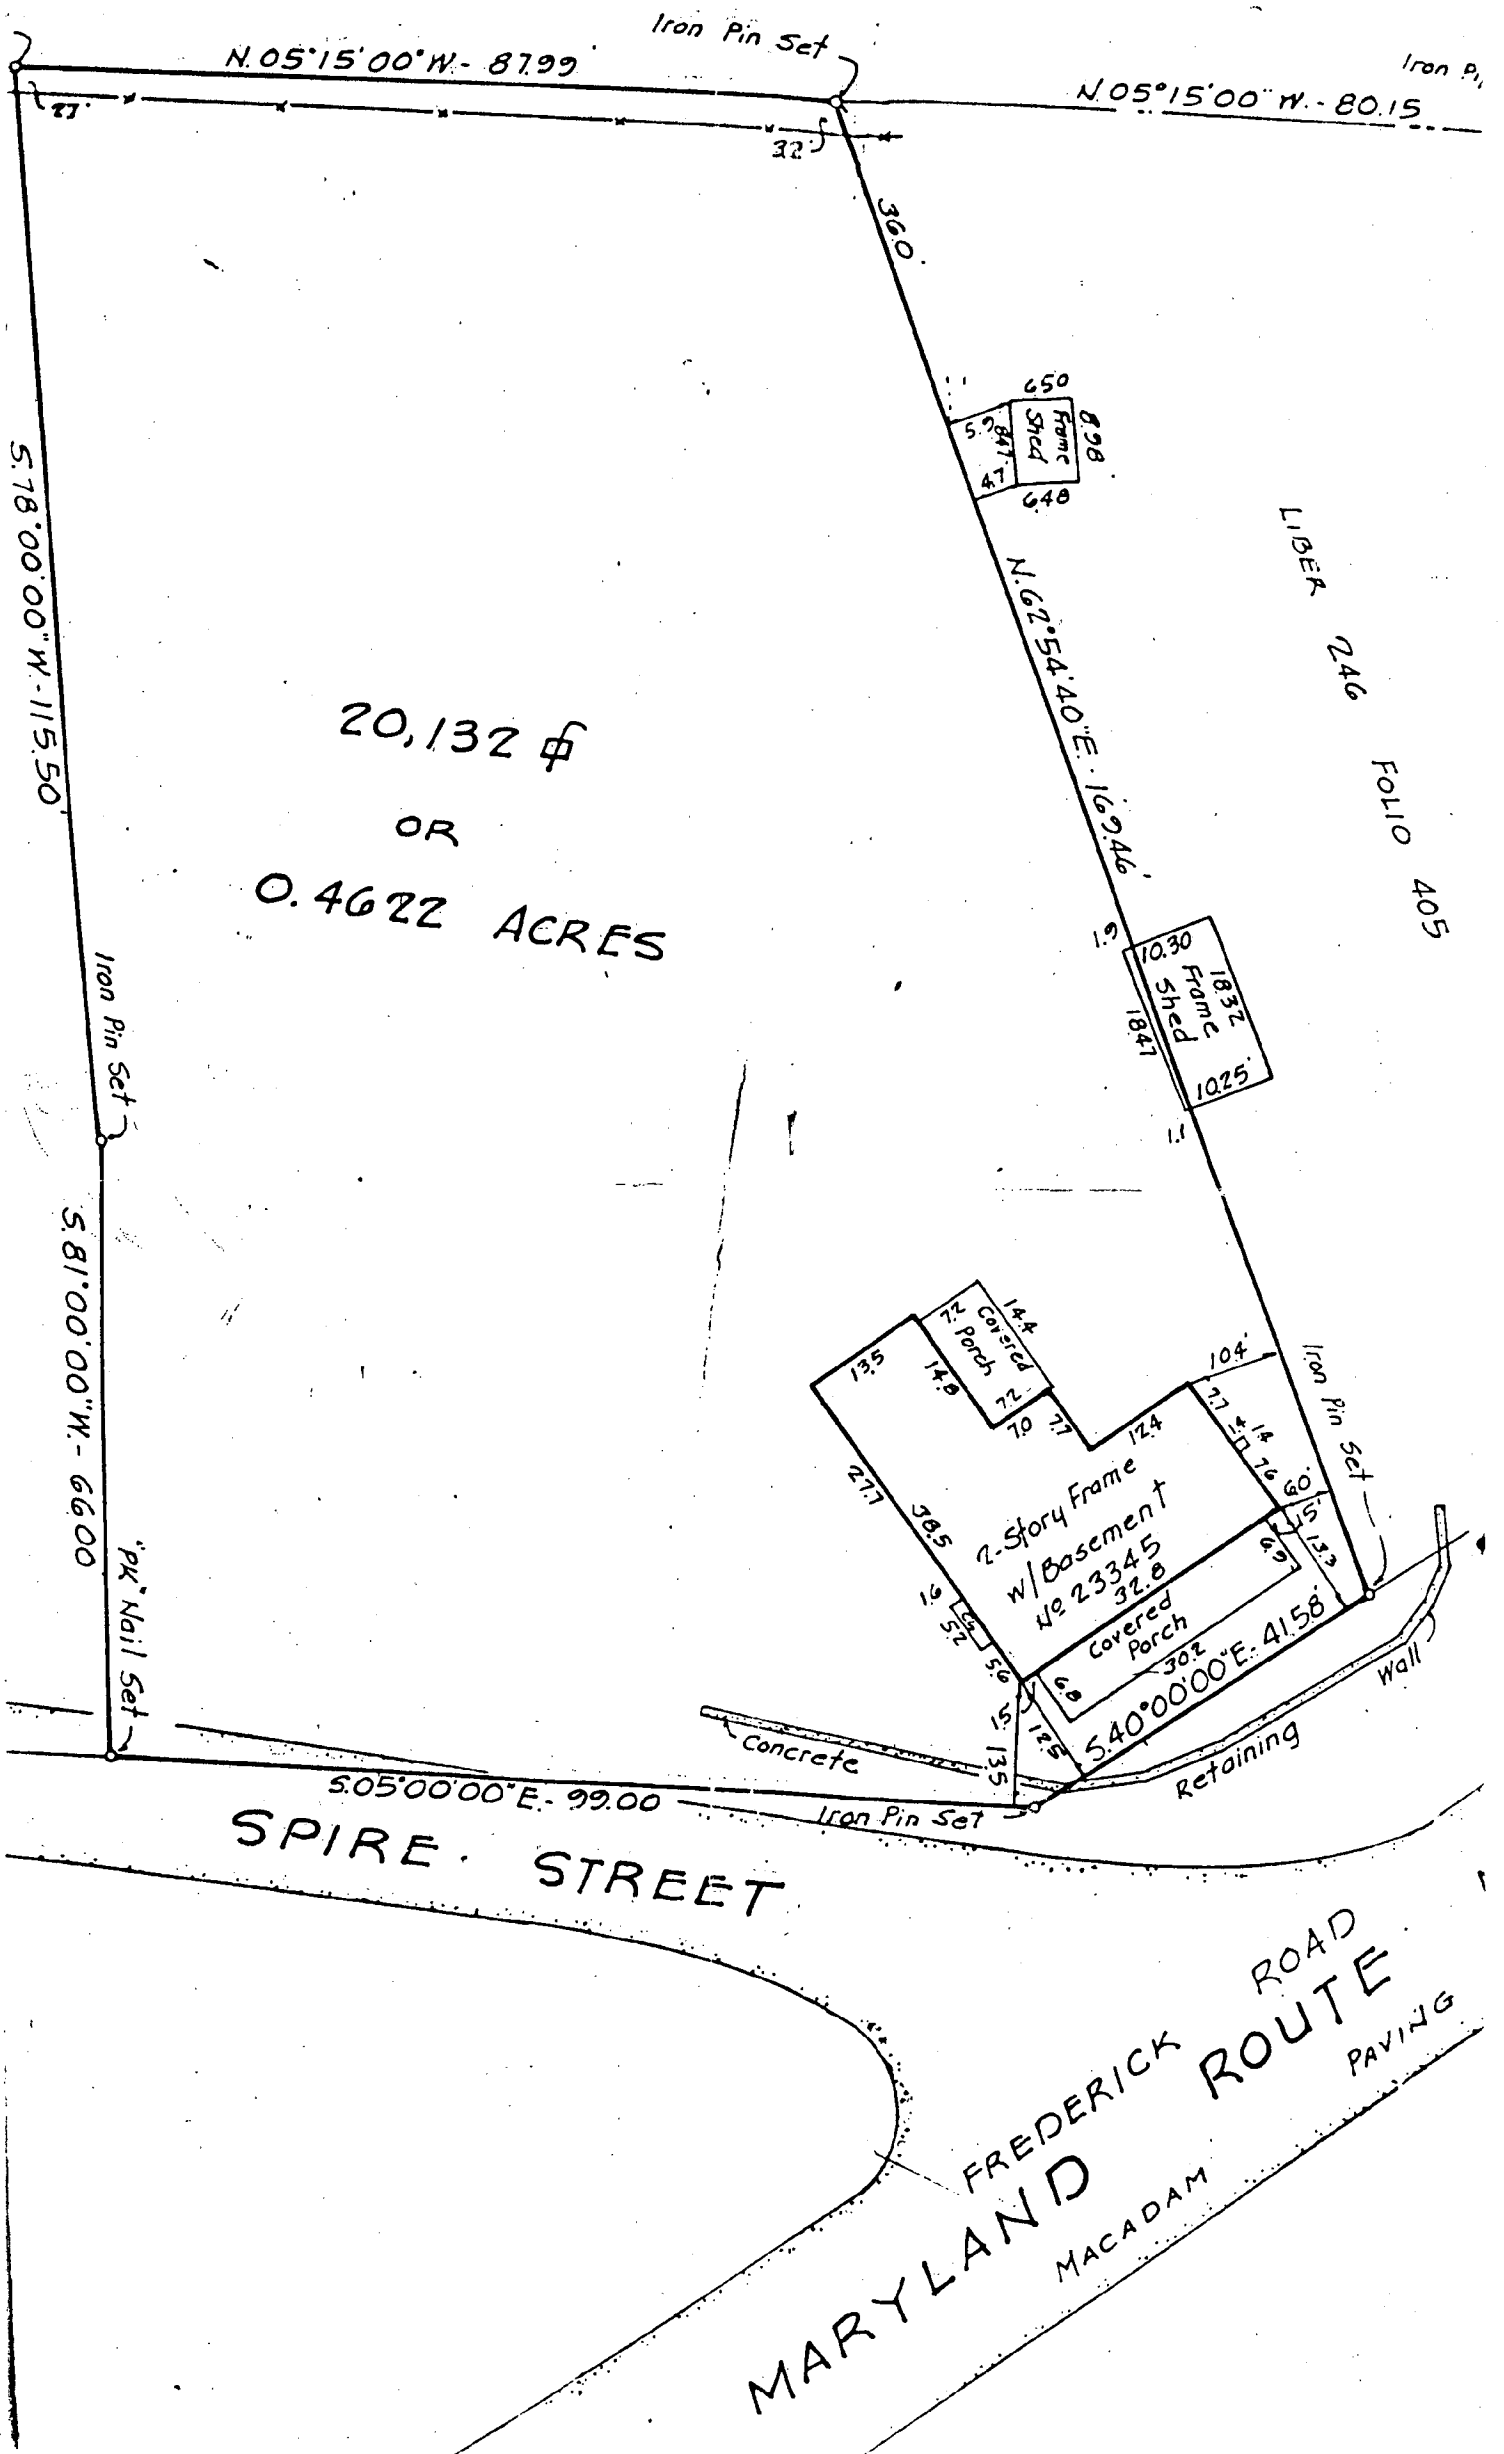 Iron Pin Set
N.05°15'00"W.- 87.99
N.05°15'00"W.- 80.15
27.
32.
36.0
6.50
5.9
8.47
Frame
Shed
8.98
4.7
6.48
S.78°00'00"W.-115.50'
N.62°54'40"E.- 169.46'
LIBER 246 FOLIO 405
20,132
OR
0.4622 ACRES
1.9
10.30
Frame
Shed
18.32
18.47
10.25'
1.1
Iron Pin Set
S.81°00'00"W.- 66.00
"PK" Nail Set
7.2
Covered
Porch
14.4
13.5
14.8
7.2
7.0
7.7
12.4
10.4'
Iron Pin Set
7.7
4
1.4
7.6
6.0'
1.5'
13.3
27.7
38.5
2-Story Frame
w/Basement
Nº 23345
32.8
6.9
1.6
5.2
5.6
Covered
Porch
30.2
6.8
1.5
12.5
13.5
S.40°00'00"E.- 41.58'
Concrete
Retaining
Wall
S.05°00'00"E.- 99.00
Iron Pin Set
SPIRE STREET
FREDERICK ROAD
MARYLAND ROUTE
MACADAM PAVING